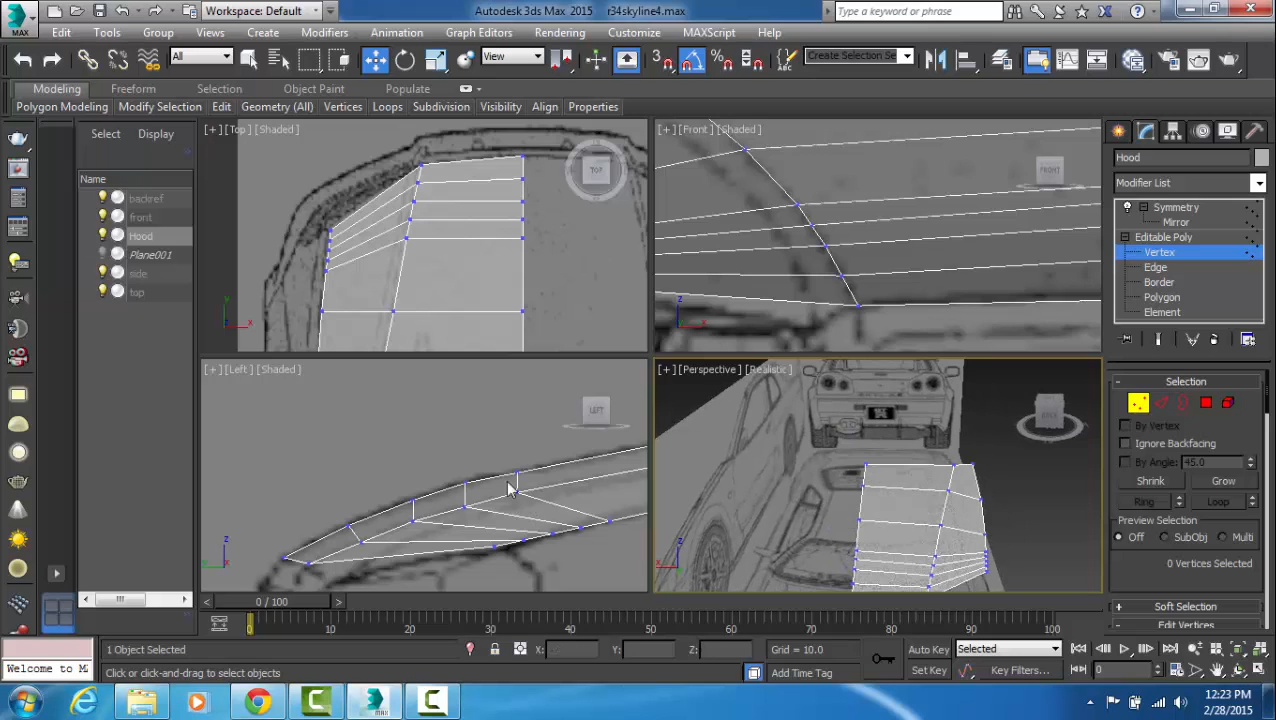 MAX
Workspace: Default
Autodesk 3ds Max 2015
r34skyline4.max
Type a keyword or phrase
Edit
Tools
Group
Views
Create
Modifiers
Animation
Graph Editors
Rendering
Customize
MAXScript
Help
All
View
3
Create Selection Se
Modeling
Freeform
Selection
Object Paint
Populate
Polygon Modeling
Modify Selection
Edit
Geometry (All)
Vertices
Loops
Subdivision
Visibility
Align
Properties
Select
Display
Name
backref
front
Hood
Plane001
side
top
[+] [Top] [Shaded]
TOP
[+] [Front] [Shaded]
FRONT
[+] [Left] [Shaded]
LEFT
[+] [Perspective] [Realistic]
BACK
Hood
Modifier List
Symmetry
Mirror
Editable Poly
Vertex
Edge
Border
Polygon
Element
Selection
By Vertex
Ignore Backfacing
By Angle: 45.0
Shrink
Grow
Ring
Loop
Preview Selection
Off
SubObj
Multi
0 Vertices Selected
Soft Selection
Edit Vertices
0 / 100
0
10
20
30
40
50
60
70
80
90
100
1 Object Selected
X:
Y:
Z:
Grid = 10.0
Auto Key
Selected
Welcome to M
Click or click-and-drag to select objects
Add Time Tag
Set Key
Key Filters...
0
12:23 PM
2/28/2015